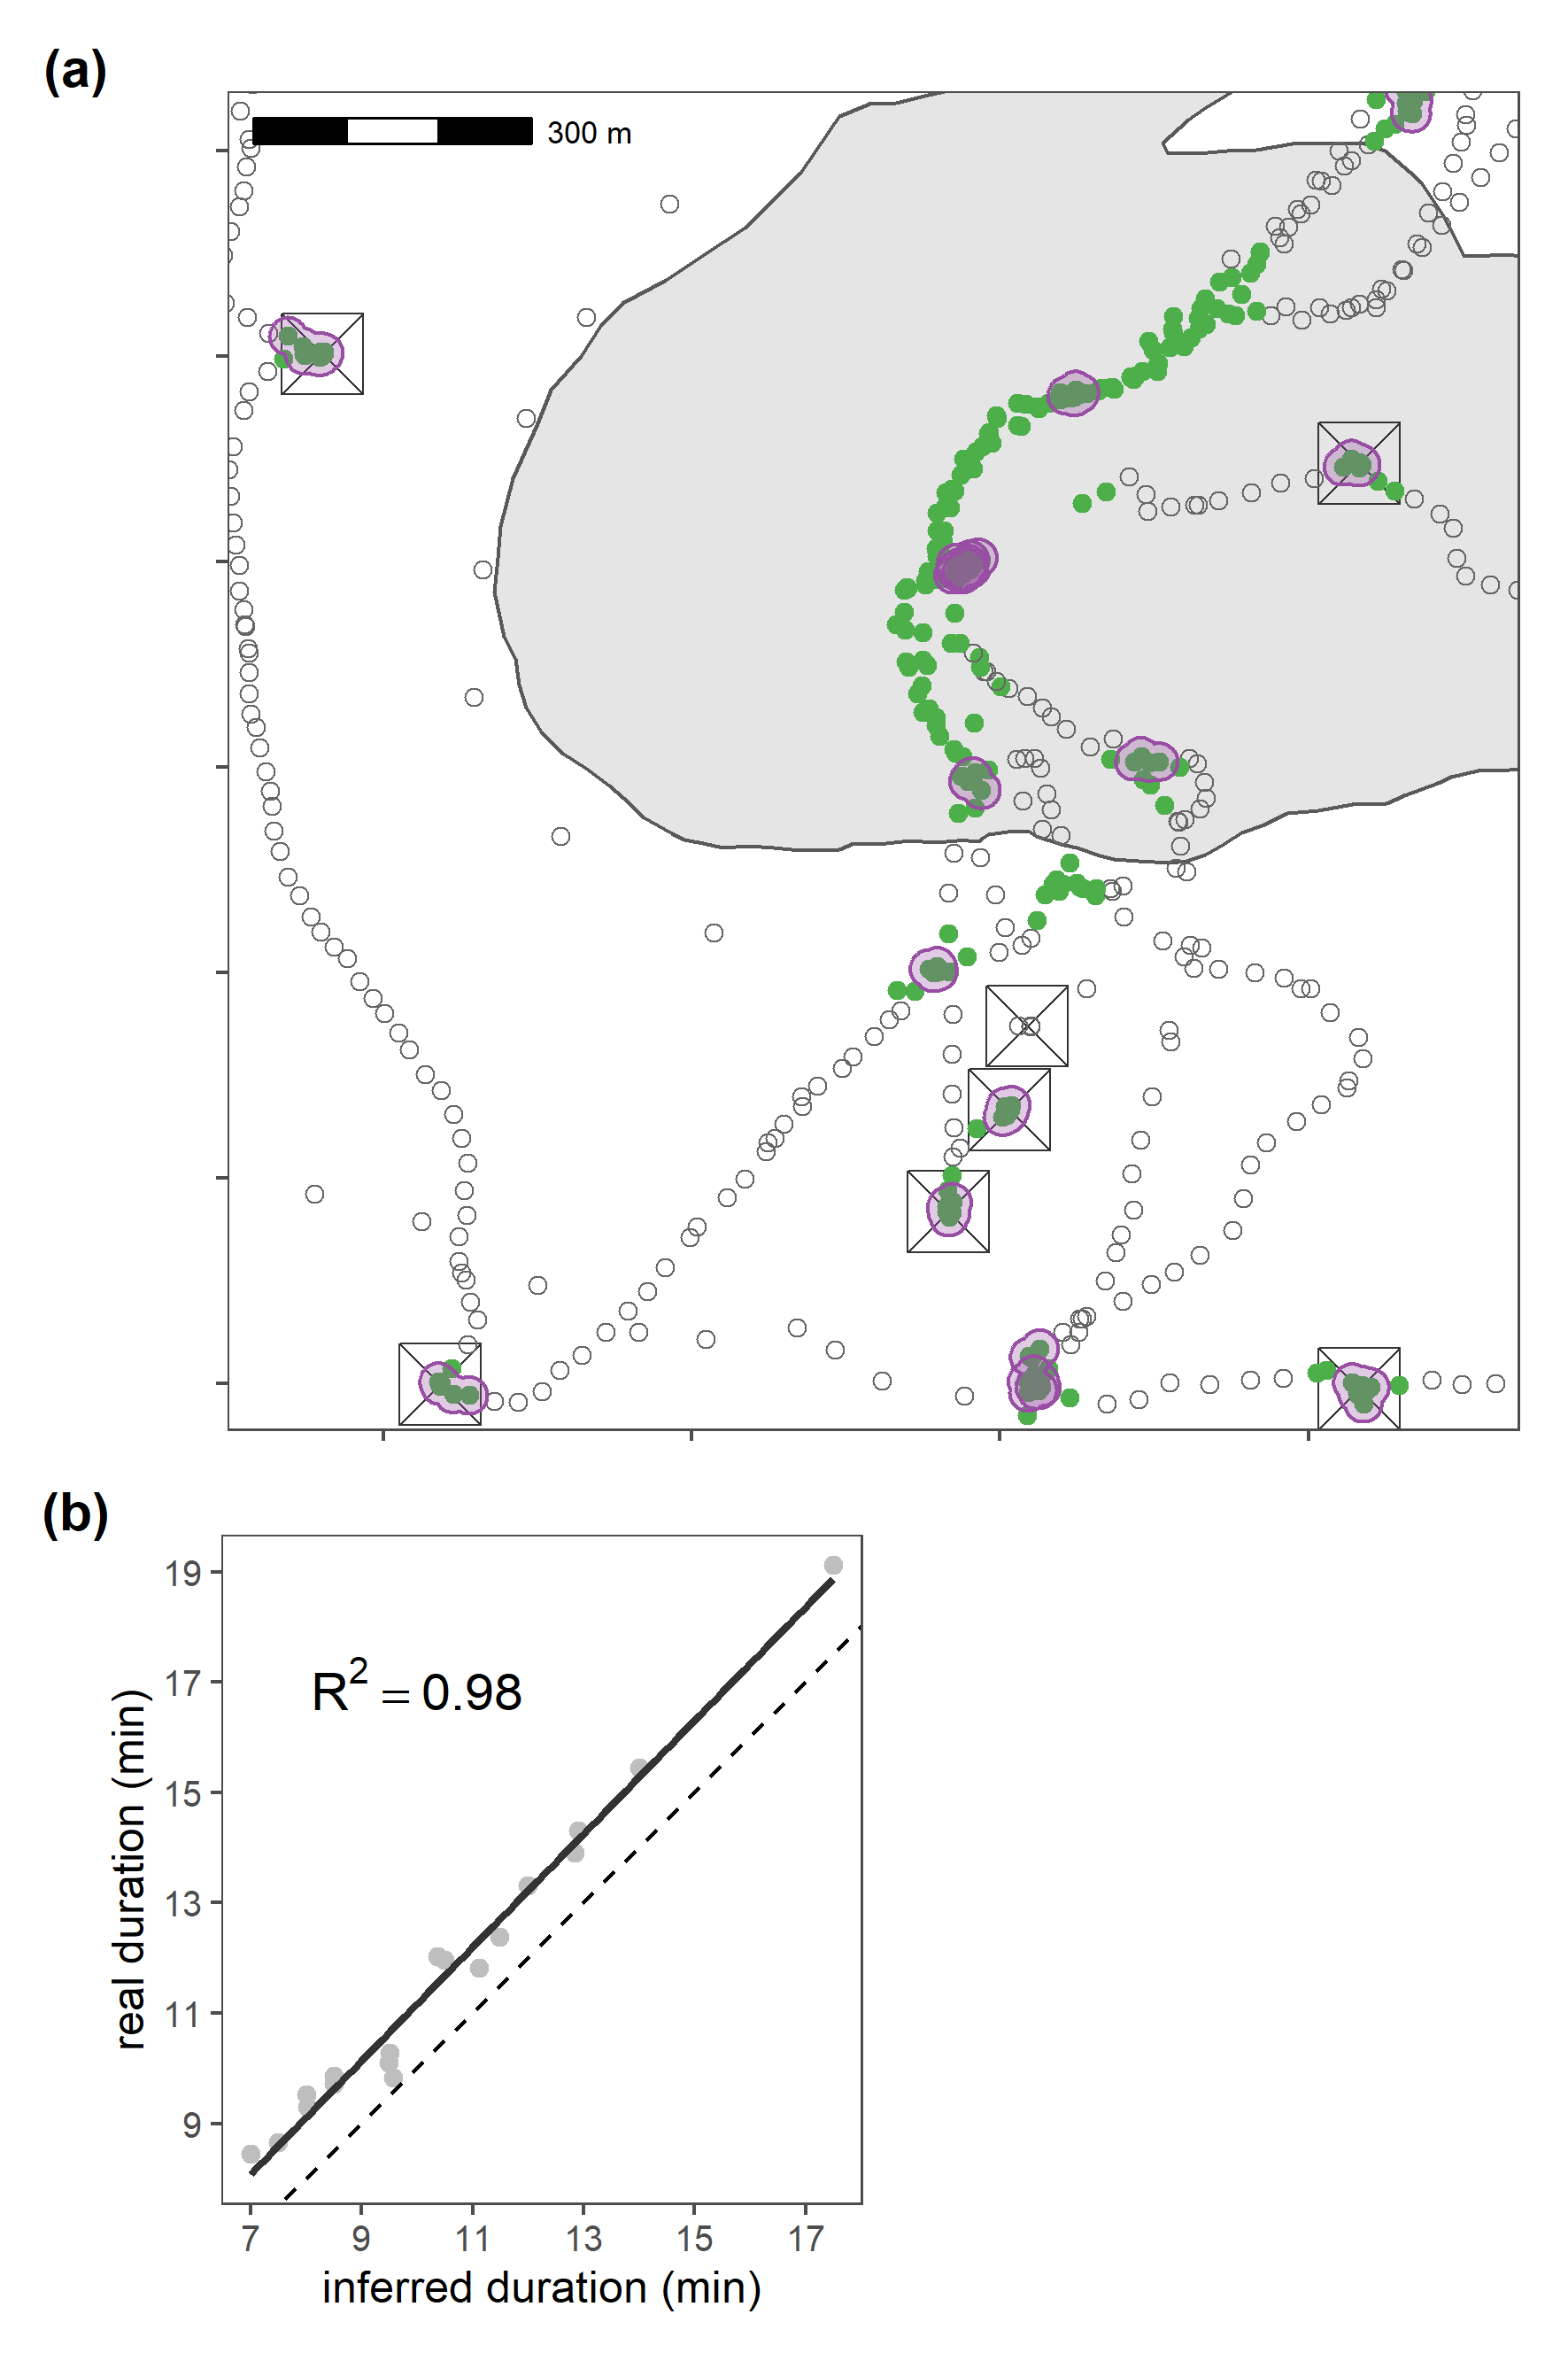 (a)
300 m
(b)
R² = 0.98
real duration (min)
19
17
15
13
11
9
7 9 11 13 15 17
inferred duration (min)